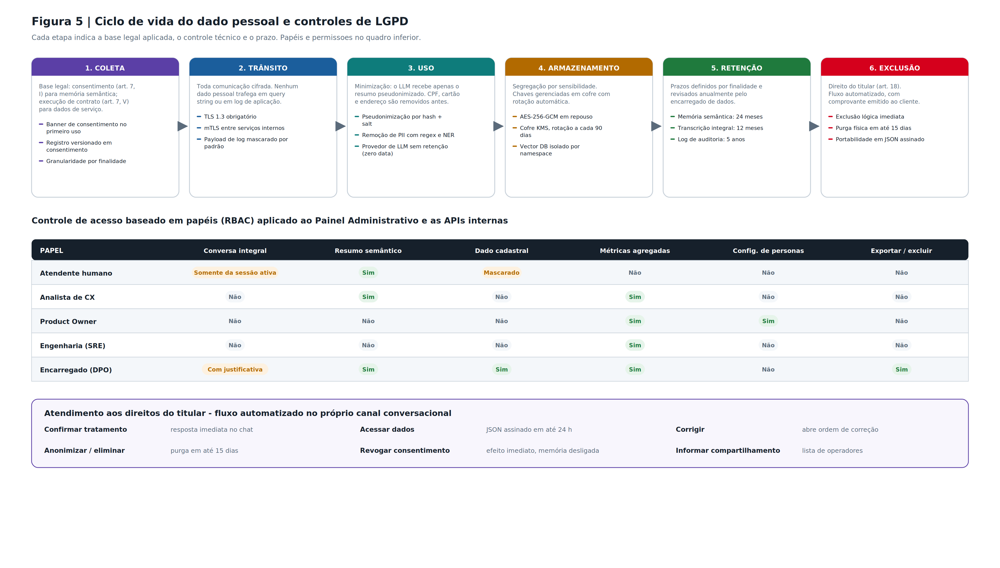 Figura 5 | Ciclo de vida do dado pessoal e controles de LGPD
Cada etapa indica a base legal aplicada, o controle técnico e o prazo. Papéis e permissoes no quadro inferior.
1. COLETA
Base legal: consentimento (art. 7,
I) para memória semântica;
execução de contrato (art. 7, V)
para dados de serviço.
Banner de consentimento no
primeiro uso
Registro versionado em
consentimento
Granularidade por finalidade
2. TRÂNSITO
Toda comunicação cifrada. Nenhum
dado pessoal trafega em query
string ou em log de aplicação.
TLS 1.3 obrigatório
mTLS entre serviços internos
Payload de log mascarado por
padrão
3. USO
Minimização: o LLM recebe apenas o
resumo pseudonimizado. CPF, cartão
e endereço são removidos antes.
Pseudonimização por hash +
salt
Remoção de PII com regex e NER
Provedor de LLM sem retenção
(zero data)
4. ARMAZENAMENTO
Segregação por sensibilidade.
Chaves gerenciadas em cofre com
rotação automática.
AES-256-GCM em repouso
Cofre KMS, rotação a cada 90
dias
Vector DB isolado por
namespace
5. RETENÇÃO
Prazos definidos por finalidade e
revisados anualmente pelo
encarregado de dados.
Memória semântica: 24 meses
Transcrição integral: 12 meses
Log de auditoria: 5 anos
6. EXCLUSÃO
Direito do titular (art. 18).
Fluxo automatizado, com
comprovante emitido ao cliente.
Exclusão lógica imediata
Purga física em até 15 dias
Portabilidade em JSON assinado
Controle de acesso baseado em papéis (RBAC) aplicado ao Painel Administrativo e as APIs internas
PAPEL Conversa integral Resumo semântico Dado cadastral Métricas agregadas Config. de personas Exportar / excluir
Atendente humano Somente da sessão ativa Sim Mascarado Não Não Não
Analista de CX Não Sim Não Sim Não Não
Product Owner Não Não Não Sim Sim Não
Engenharia (SRE) Não Não Não Sim Não Não
Encarregado (DPO) Com justificativa Sim Sim Sim Não Sim
Atendimento aos direitos do titular - fluxo automatizado no próprio canal conversacional
Confirmar tratamento resposta imediata no chat Acessar dados JSON assinado em até 24 h Corrigir abre ordem de correção
Anonimizar / eliminar purga em até 15 dias Revogar consentimento efeito imediato, memória desligada Informar compartilhamento lista de operadores